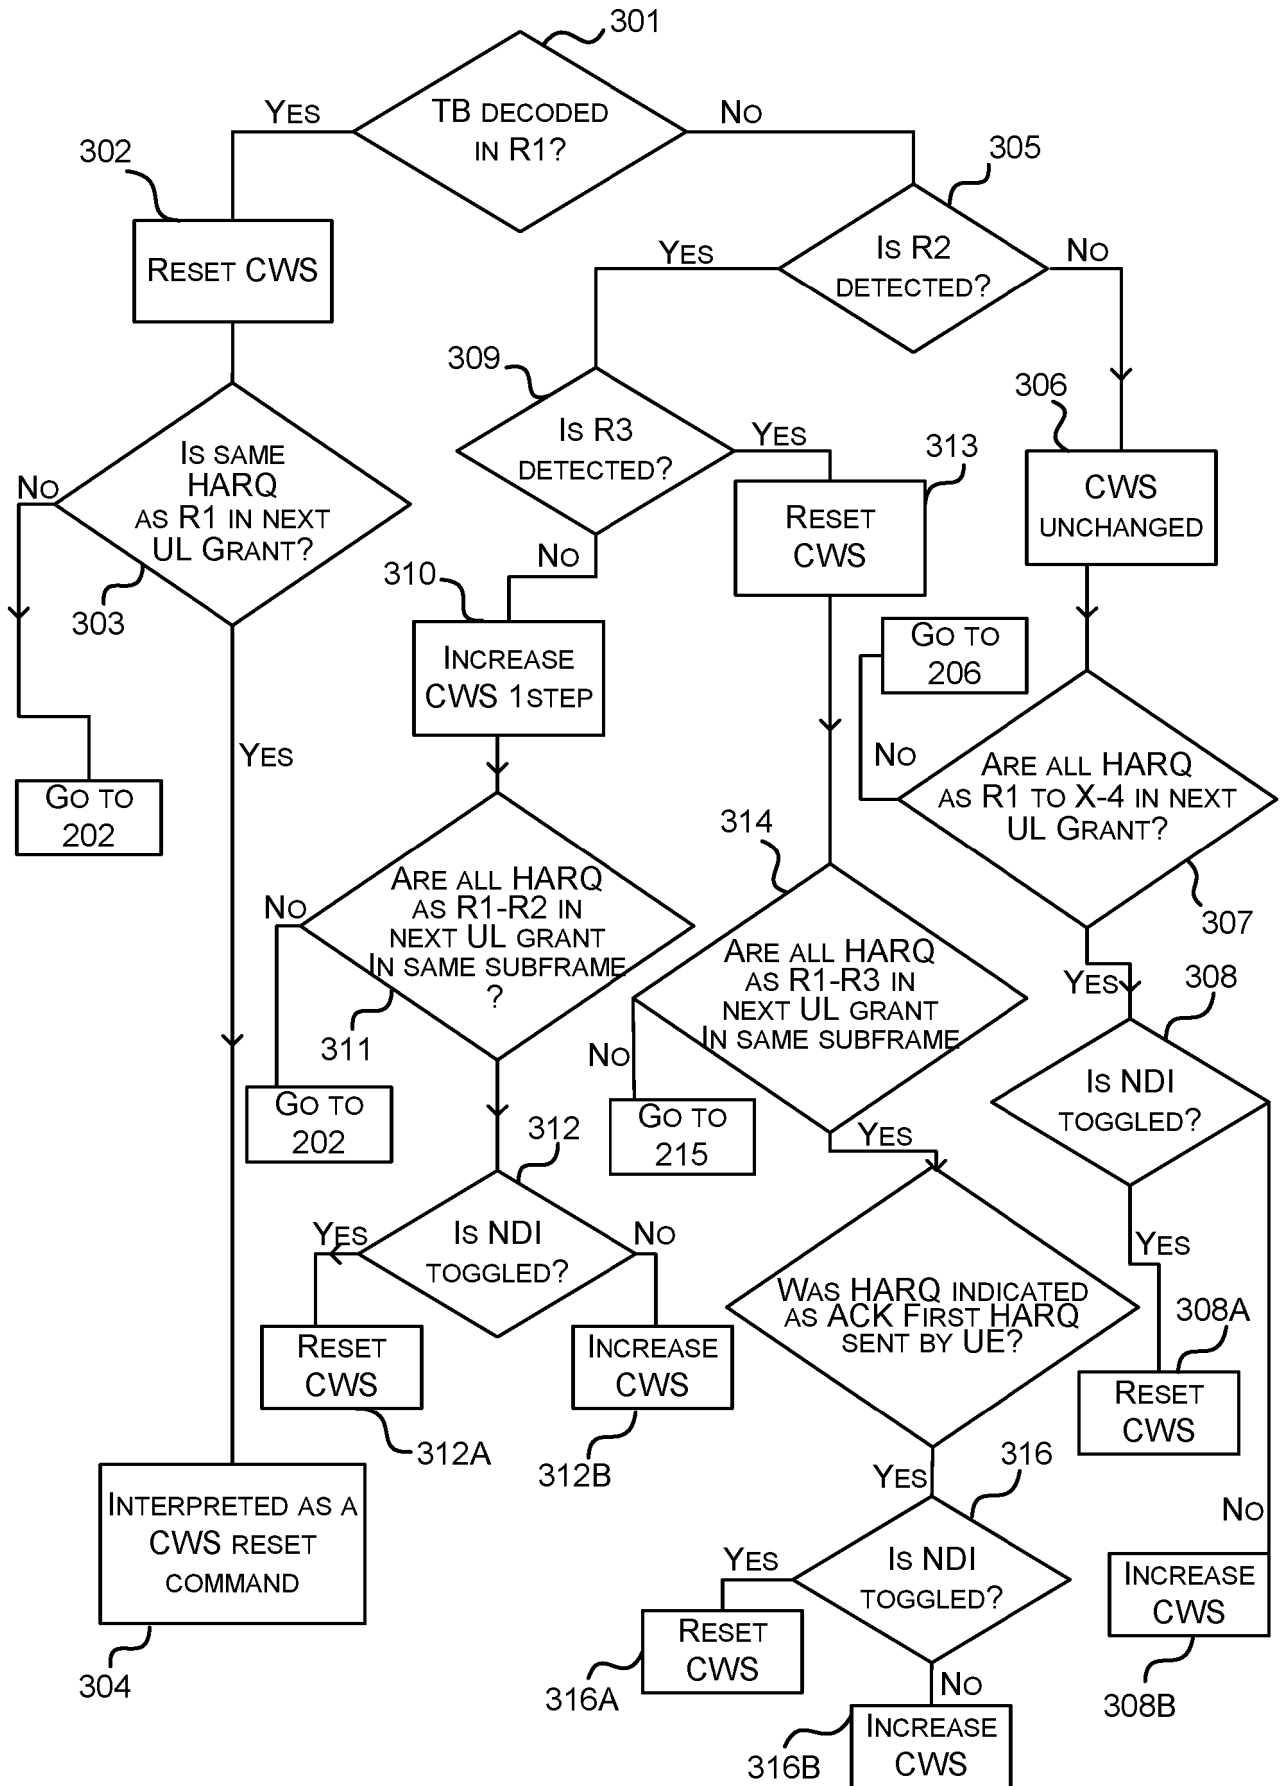 301
TB DECODED
IN R1?
YES
NO
302
RESET CWS
305
IS R2
DETECTED?
YES
NO
309
IS R3
DETECTED?
YES
NO
306
CWS
UNCHANGED
313
RESET
CWS
IS SAME
HARQ
AS R1 IN NEXT
UL GRANT?
NO
303
YES
GO TO
202
310
INCREASE
CWS 1STEP
GO TO
206
NO
ARE ALL HARQ
AS R1 TO X-4 IN NEXT
UL GRANT?
307
YES
314
ARE ALL HARQ
AS R1-R2 IN
NEXT UL GRANT
IN SAME SUBFRAME
?
NO
311
GO TO
202
ARE ALL HARQ
AS R1-R3 IN
NEXT UL GRANT
IN SAME SUBFRAME
NO
GO TO
215
YES
308
IS NDI
TOGGLED?
YES
308A
RESET
CWS
NO
INCREASE
CWS
308B
312
IS NDI
TOGGLED?
YES
NO
RESET
CWS
312A
INCREASE
CWS
312B
WAS HARQ INDICATED
AS ACK FIRST HARQ
SENT BY UE?
YES
316
IS NDI
TOGGLED?
YES
RESET
CWS
316A
NO
INCREASE
CWS
316B
INTERPRETED AS A
CWS RESET
COMMAND
304